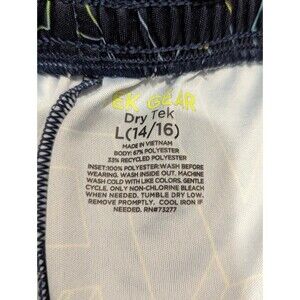 EK GEAR
Dry Tek
L(14/16)
MADE IN VIETNAM
BODY: 67% POLYESTER
33% RECYCLED POLYESTER
INSET:100% POLYESTER:WASH BEFORE
WEARING. WASH INSIDE OUT. MACHINE
WASH COLD WITH LIKE COLORS. GENTLE
CYCLE. ONLY NON-CHLORINE BLEACH
WHEN NEEDED. TUMBLE DRY LOW.
REMOVE PROMPTLY. COOL IRON IF
NEEDED. RN#73277